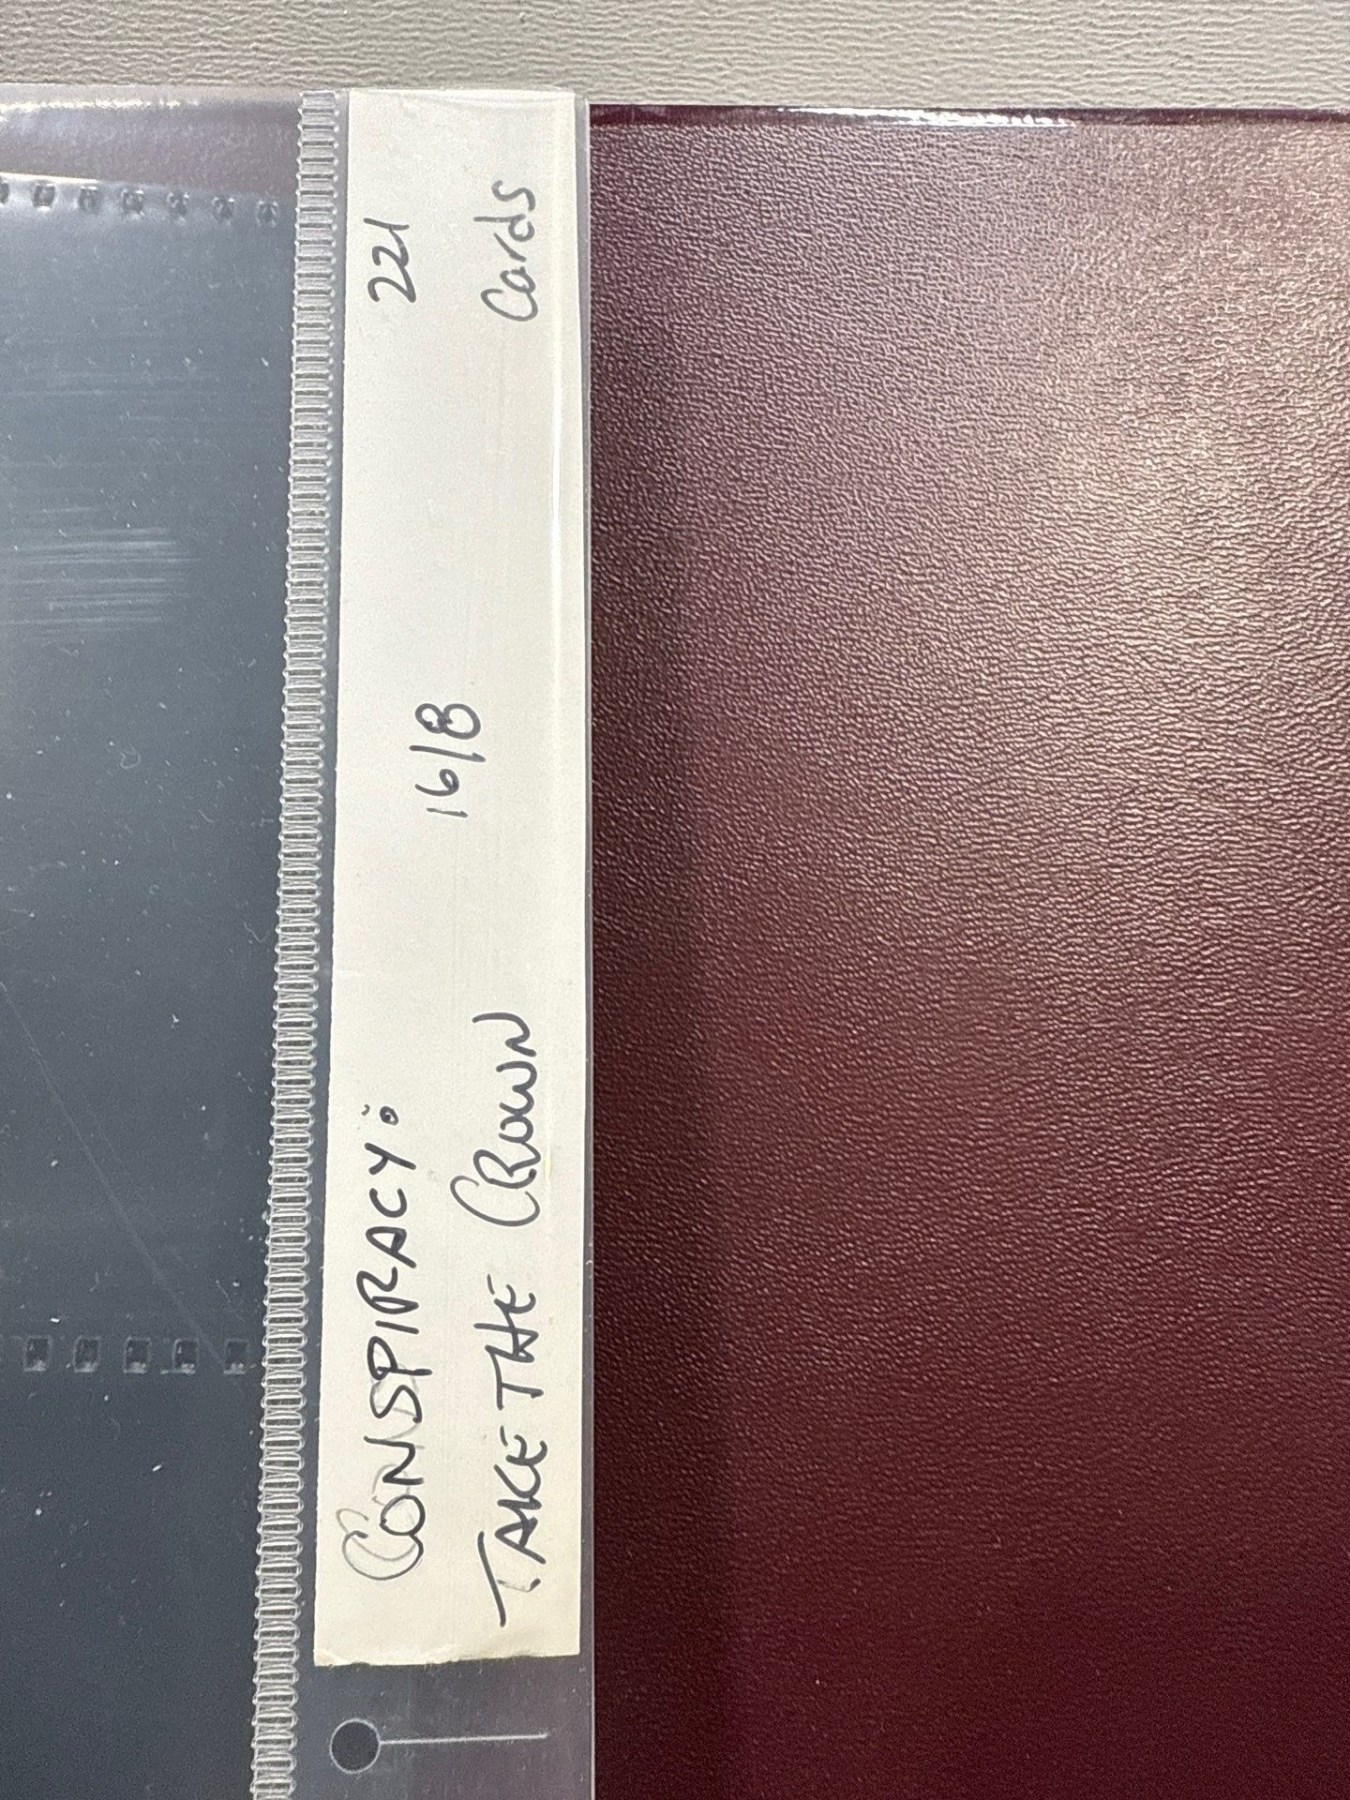 CONSPIRACY:
TAKE THE CROWN
16/8
221
Cards